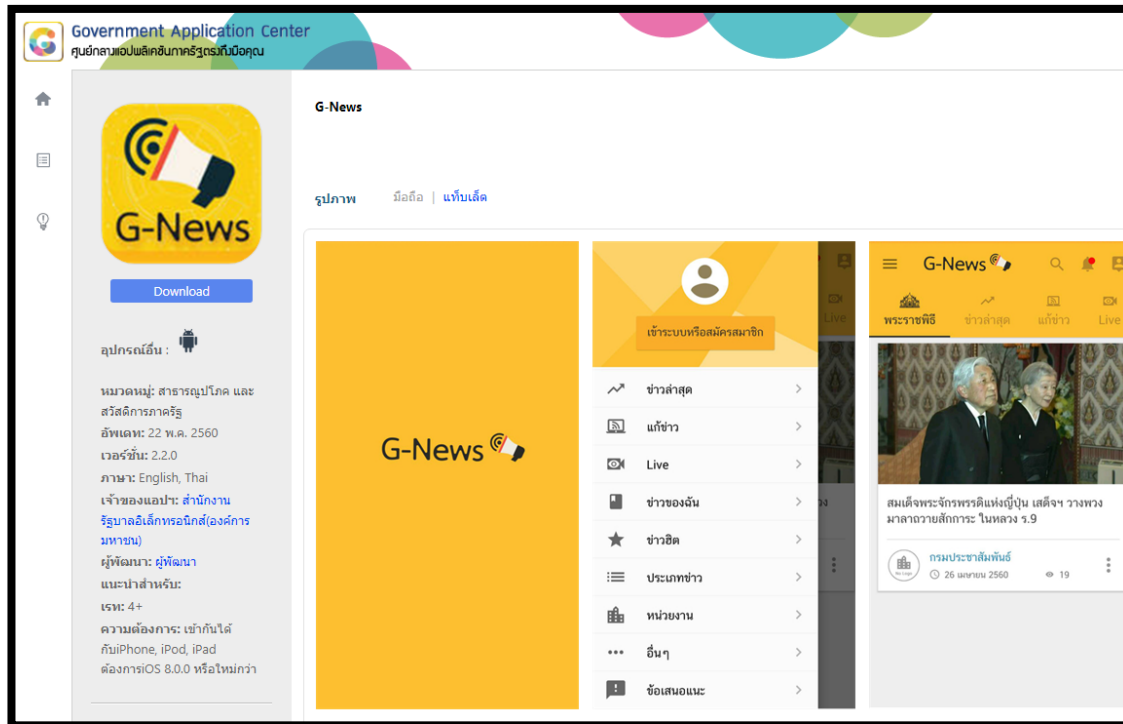 Government Application Center
ศูนย์กลางแอปพลิเคชันภาครัฐตรงถึงมือคุณ
G-News
G-News
Download
อุปกรณ์อื่น :
หมวดหมู่: สาธารณูปโภค และ
สวัสดิการภาครัฐ
อัพเดท: 22 พ.ค. 2560
เวอร์ชั่น: 2.2.0
ภาษา: English, Thai
เจ้าของแอปฯ: สำนักงาน
รัฐบาลอิเล็กทรอนิกส์(องค์การ
มหาชน)
ผู้พัฒนา: ผู้พัฒนา
แนะนำสำหรับ:
เรท: 4+
ความต้องการ: เข้ากันได้
กับiPhone, iPod, iPad
ต้องการiOS 8.0.0 หรือใหม่กว่า
รูปภาพ มือถือ | แท็บเล็ต
G-News
เข้าระบบหรือสมัครสมาชิก
Live
ข่าวล่าสุด
แก้ข่าว
Live
ข่าวของฉัน
ข่าวฮิต
ประเภทข่าว
หน่วยงาน
อื่นๆ
ข้อเสนอแนะ
G-News
พระราชพิธี ข่าวล่าสุด แก้ข่าว Live
สมเด็จพระจักรพรรดิแห่งญี่ปุ่น เสด็จฯ วางพวง
มาลาถวายสักการะ ในหลวง ร.9
กรมประชาสัมพันธ์
26 เมษายน 2560 19